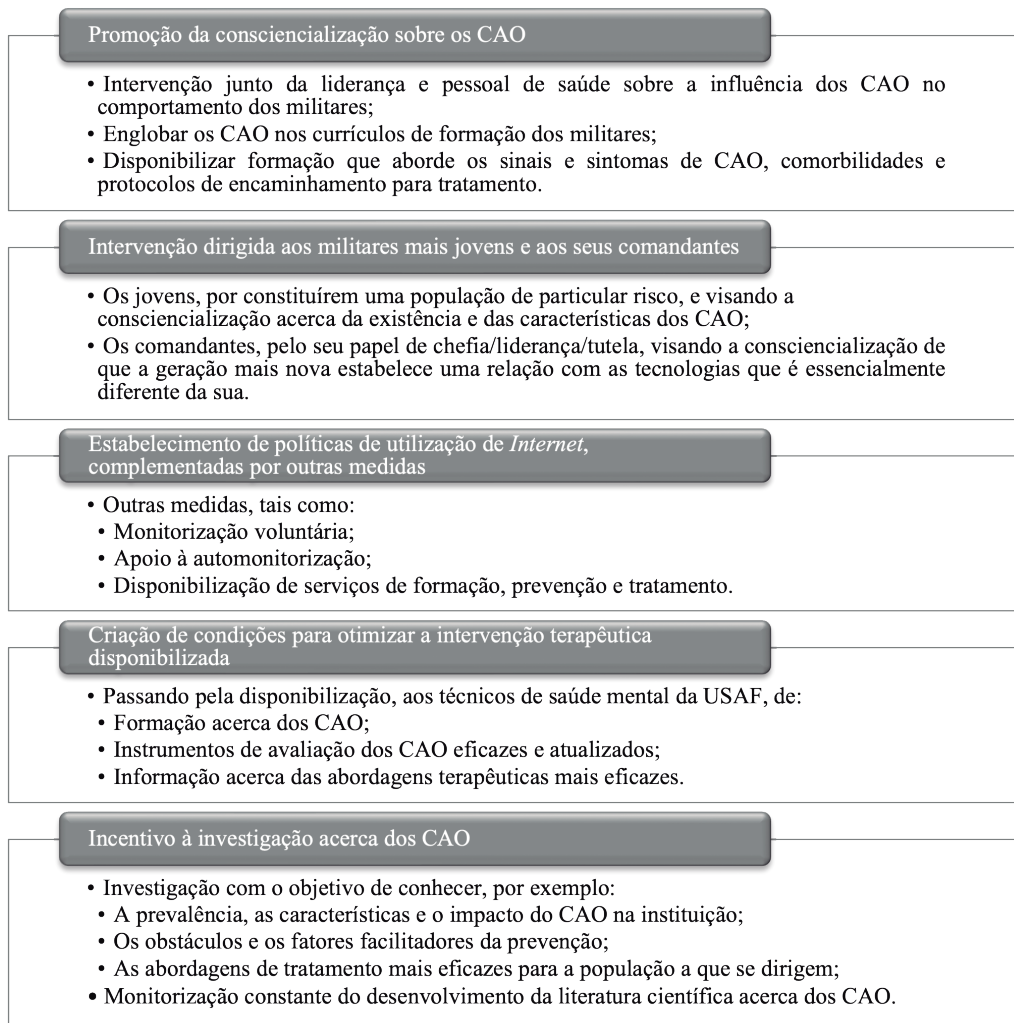 Promoção da consciencialização sobre os CAO
• Intervenção junto da liderança e pessoal de saúde sobre a influência dos CAO no
comportamento dos militares;
• Englobar os CAO nos currículos de formação dos militares;
• Disponibilizar formação que aborde os sinais e sintomas de CAO, comorbilidades e
protocolos de encaminhamento para tratamento.
Intervenção dirigida aos militares mais jovens e aos seus comandantes
• Os jovens, por constituírem uma população de particular risco, e visando a
consciencialização acerca da existência e das características dos CAO;
• Os comandantes, pelo seu papel de chefia/liderança/tutela, visando a consciencialização de
que a geração mais nova estabelece uma relação com as tecnologias que é essencialmente
diferente da sua.
Estabelecimento de políticas de utilização de Internet,
complementadas por outras medidas
• Outras medidas, tais como:
• Monitorização voluntária;
• Apoio à automonitorização;
• Disponibilização de serviços de formação, prevenção e tratamento.
Criação de condições para otimizar a intervenção terapêutica
disponibilizada
• Passando pela disponibilização, aos técnicos de saúde mental da USAF, de:
• Formação acerca dos CAO;
• Instrumentos de avaliação dos CAO eficazes e atualizados;
• Informação acerca das abordagens terapêuticas mais eficazes.
Incentivo à investigação acerca dos CAO
• Investigação com o objetivo de conhecer, por exemplo:
• A prevalência, as características e o impacto do CAO na instituição;
• Os obstáculos e os fatores facilitadores da prevenção;
• As abordagens de tratamento mais eficazes para a população a que se dirigem;
• Monitorização constante do desenvolvimento da literatura científica acerca dos CAO.